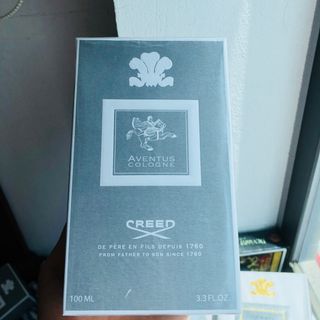 AVENTUS
COLOGNE
CREED
DE PÈRE EN FILS DEPUIS 1760
FROM FATHER TO SON SINCE 1760
100 ML 3.3 FL.OZ.